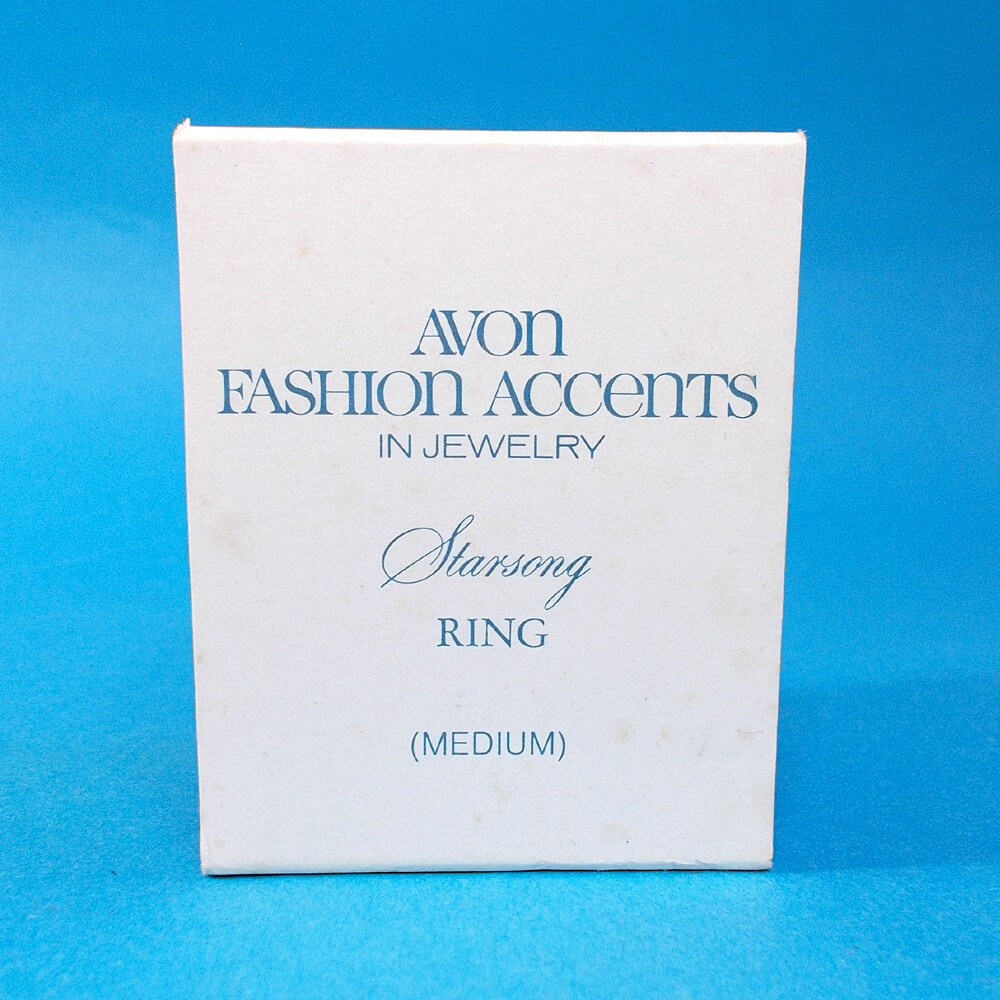 AVON
FASHION ACCENTS
IN JEWELRY
Starsong
RING
(MEDIUM)